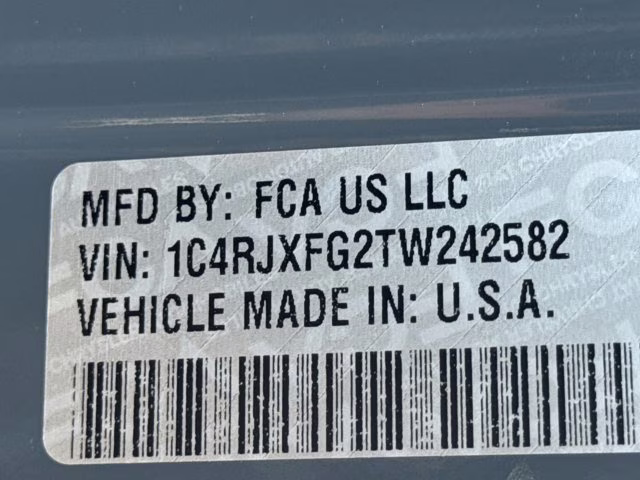 MFD BY: FCA US LLC
VIN: 1C4RJXFG2TW242582
VEHICLE MADE IN: U.S.A.